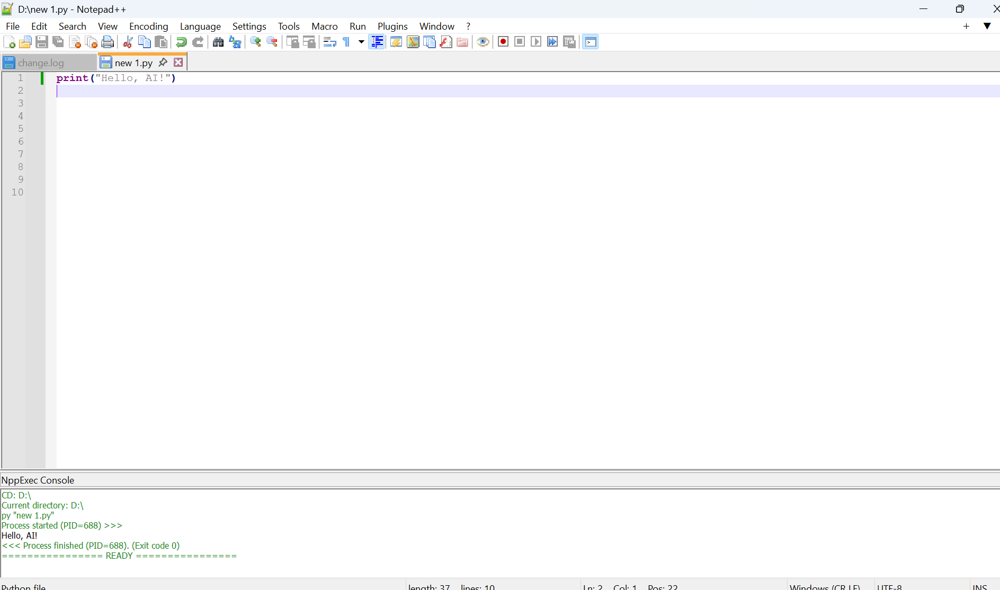 D:\new 1.py - Notepad++
File Edit Search View Encoding Language Settings Tools Macro Run Plugins Window ?
change.log new 1.py
1 print("Hello, AI!")
2
3
4
5
6
7
8
9
10
NppExec Console
CD: D:\
Current directory: D:\
py "new 1.py"
Process started (PID=688) >>>
Hello, AI!
<<< Process finished (PID=688). (Exit code 0)
================ READY ================
Python file length: 37 lines: 10 Ln: 2 Col: 1 Pos: 22 Windows (CR LF) UTF-8 INS